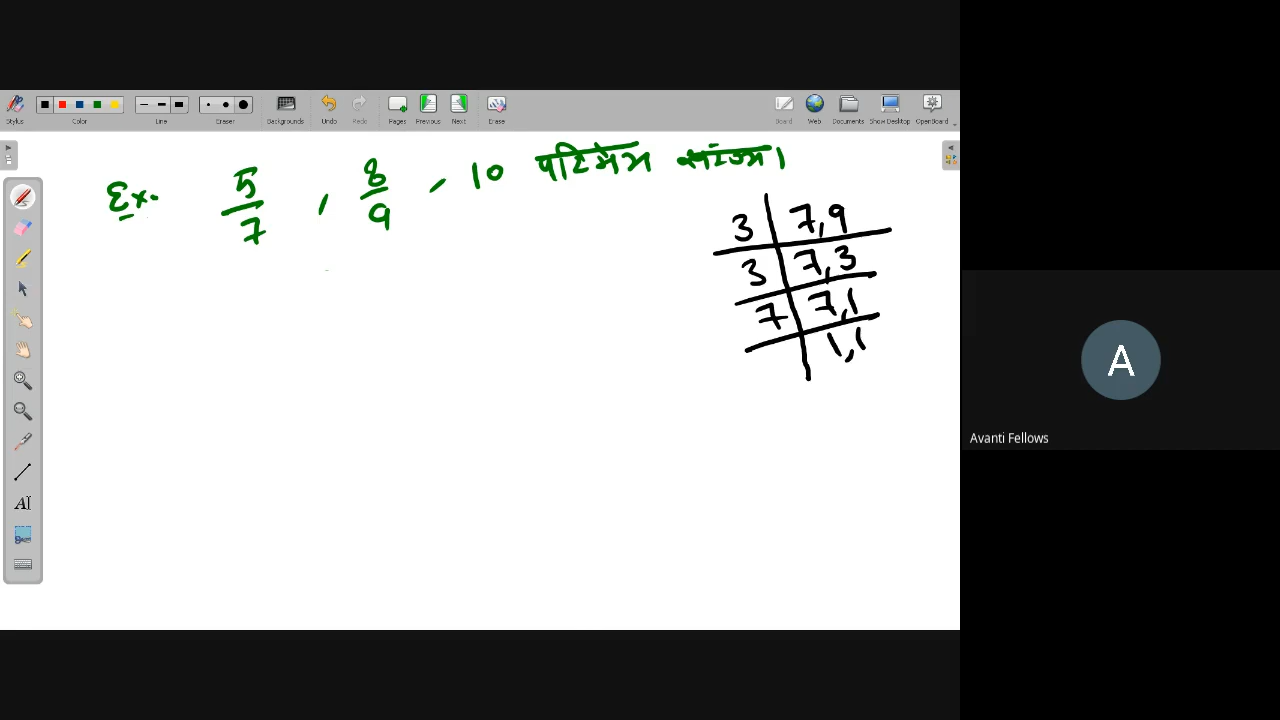 Stylus Color Line Eraser Backgrounds Undo Redo Pages Previous Next Erase Board Web Documents Show Desktop OpenBoard
Ex. 5/7 , 8/9 , 10 परिमेय संख्या।
3 | 7,9
3 | 7,3
7 | 7,1
1,1
A
Avanti Fellows